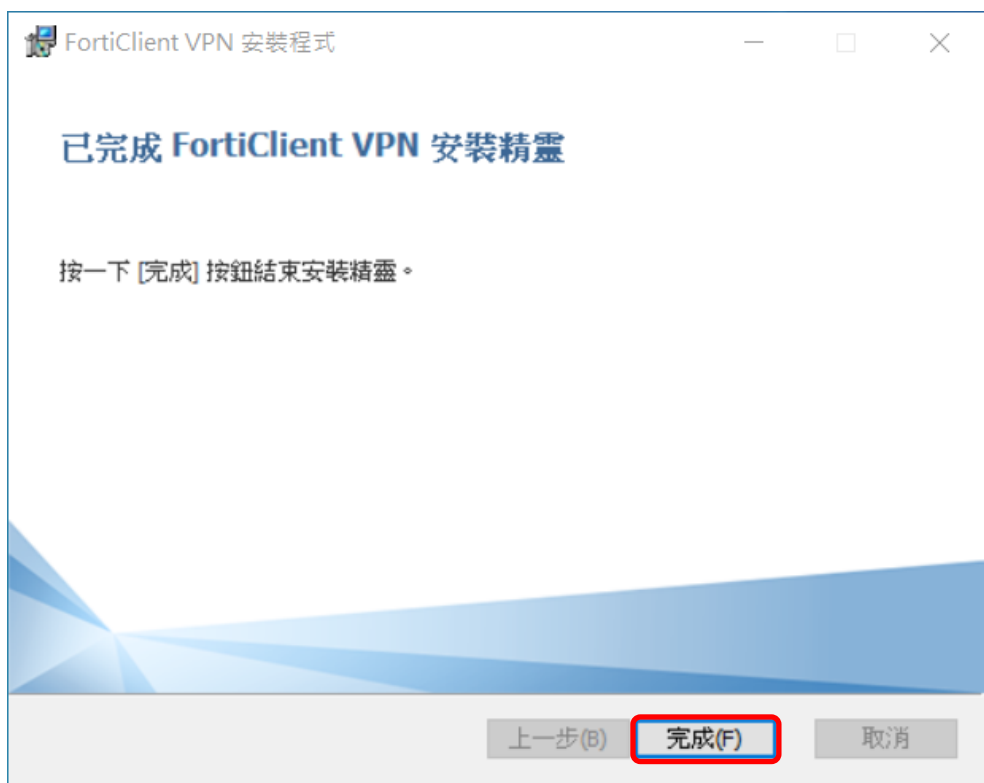 FortiClient VPN 安裝程式
已完成 FortiClient VPN 安裝精靈
按一下 [完成] 按鈕結束安裝精靈。
上一步(B) 完成(F) 取消